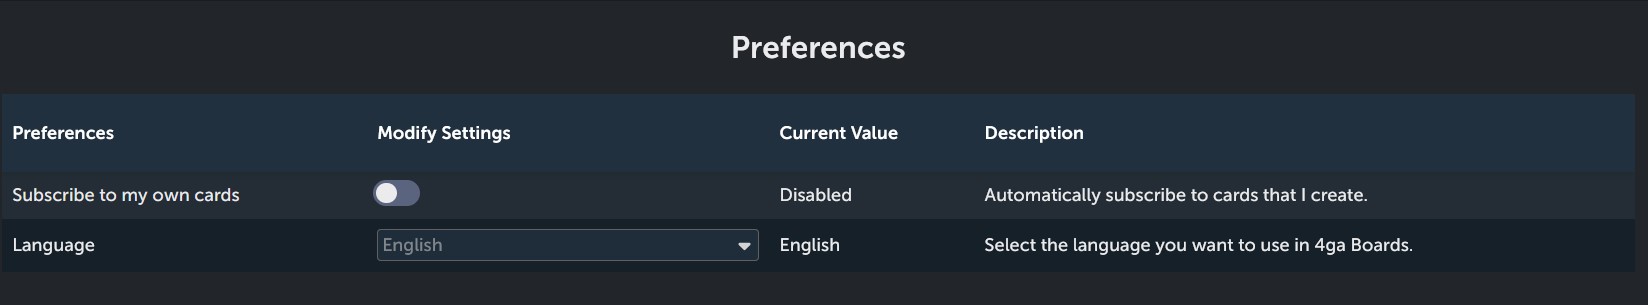 Preferences
Preferences Modify Settings Current Value Description
Subscribe to my own cards Disabled Automatically subscribe to cards that I create.
Language English English Select the language you want to use in 4ga Boards.